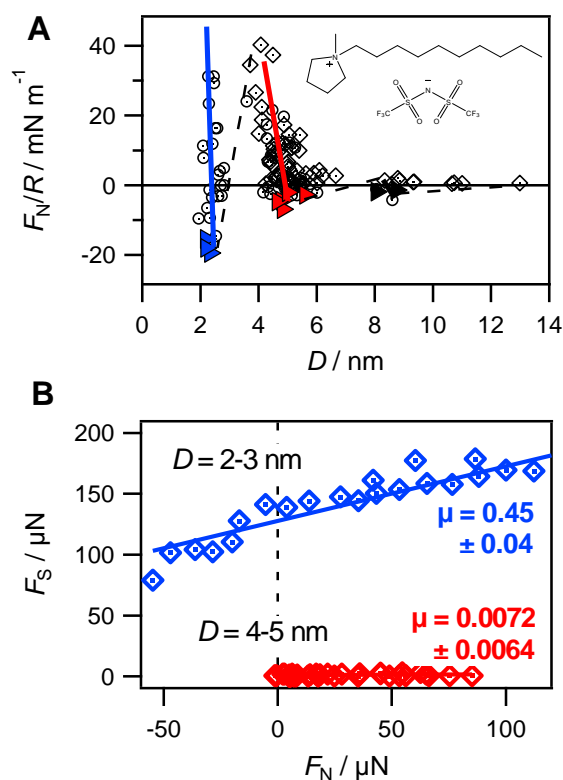 A
F_N/R / mN m⁻¹
40
20
0
-20
0 2 4 6 8 10 12 14
D / nm
N
+
O O
S N⁻ S
F₃C CF₃
O O
B
F_S / µN
200
150
100
50
0
D = 2-3 nm
µ = 0.45
± 0.04
D = 4-5 nm
µ = 0.0072
± 0.0064
-50 0 50 100
F_N / µN